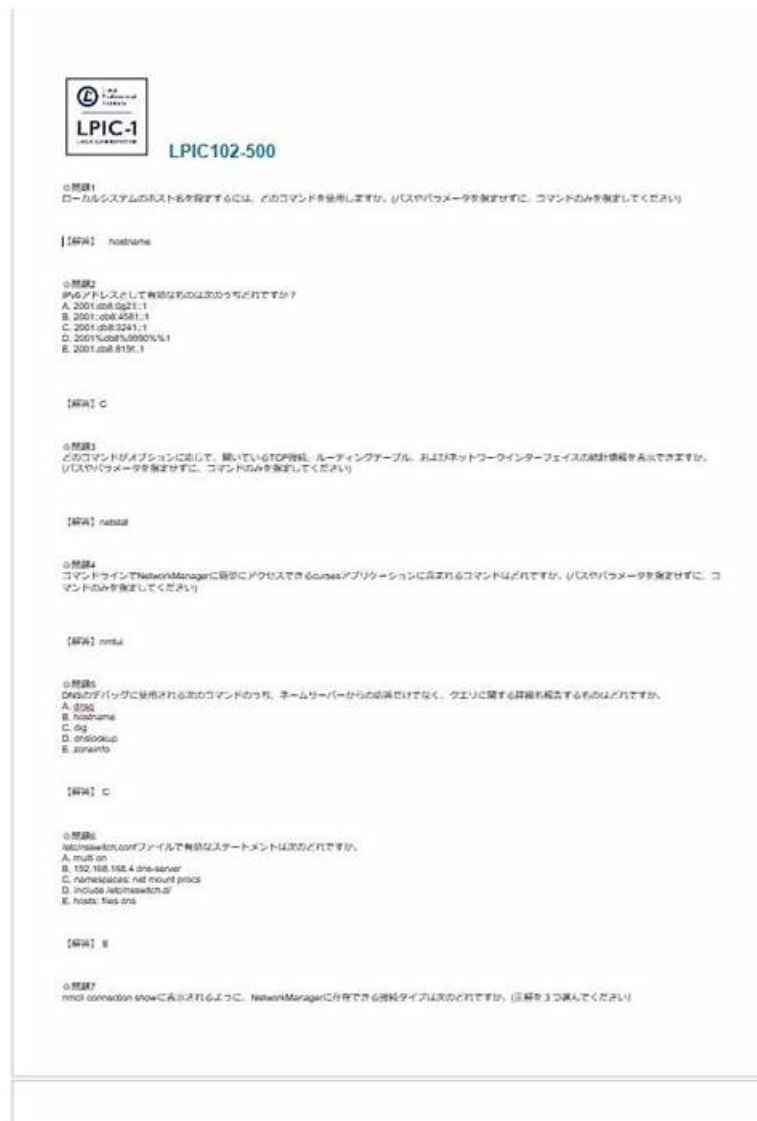 Linux
Professional
Institute
LPIC-1
LPIC102-500
◎問題1
ローカルシステムのホスト名を設定するには、どのコマンドを使用しますか。(パスやパラメータを指定せずに、コマンドのみを指定してください)
【解答】 hostname
◎問題2
IPv6アドレスとして有効なものは次のうちどれですか?
A. 2001:db8:0g21::1
B. 2001::db8:4581::1
C. 2001:db8:3241::1
D. 2001%db8%9990%%1
E. 2001.db8.819f..1
【解答】 C
◎問題3
どのコマンドがオプションに応じて、開いているTCP接続、ルーティングテーブル、およびネットワークインターフェイスの統計情報を表示できますか。
(パスやパラメータを指定せずに、コマンドのみを指定してください)
【解答】 netstat
◎問題4
コマンドラインでNetworkManagerに簡単にアクセスできるcursesアプリケーションに含まれるコマンドはどれですか。(パスやパラメータを指定せずに、コ
マンドのみを指定してください)
【解答】 nmtui
◎問題5
DNSのデバッグに使用される次のコマンドのうち、ネームサーバーからの応答だけでなく、クエリに関する詳細も報告するものはどれですか。
A. dnsq
B. hostname
C. dig
D. dnslookup
E. zoneinfo
【解答】 C
◎問題6
/etc/nsswitch.confファイルで有効なステートメントは次のどれですか。
A. multi on
B. 192.168.168.4 dns-server
C. namespaces: net mount procs
D. include /etc/nsswitch.d/
E. hosts: files dns
【解答】 E
◎問題7
nmcli connection showに表示されるように、NetworkManagerに存在できる接続タイプは次のどれですか。(正解を3つ選んでください)